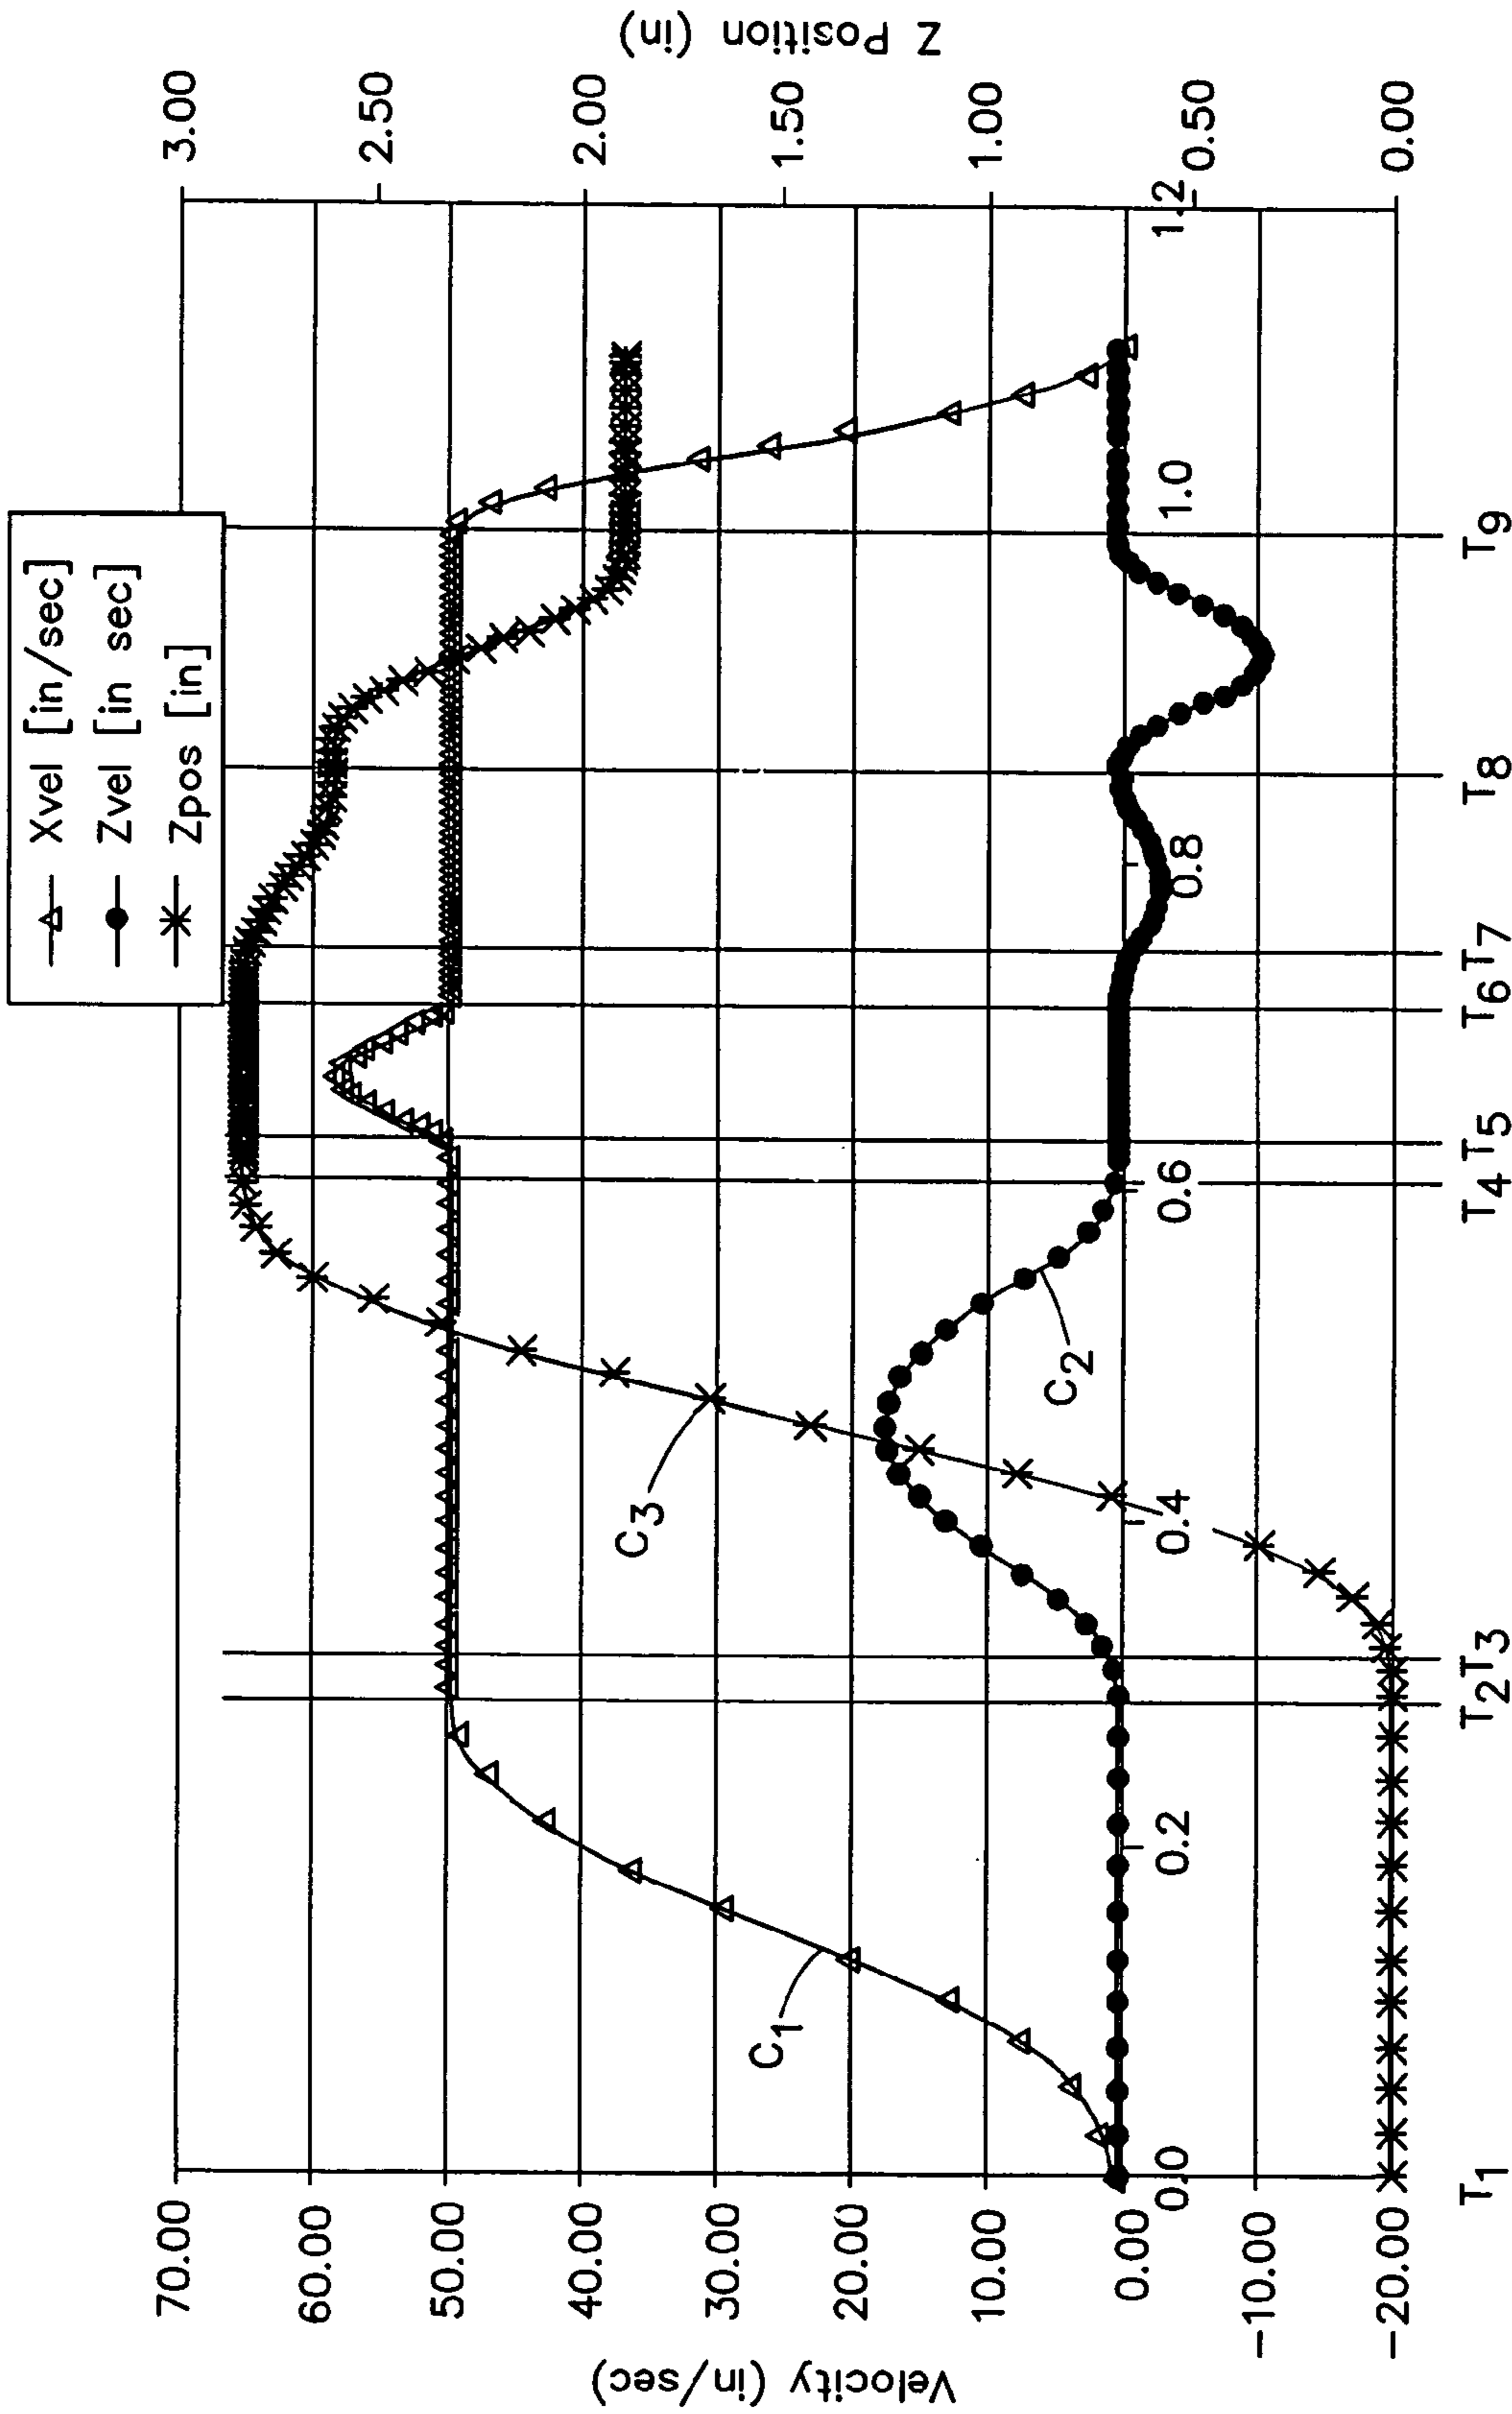 Xvel [in/sec]
Zvel [in sec]
Zpos [in]
Velocity (in/sec)
70.00
60.00
50.00
40.00
30.00
20.00
10.00
0.00
-10.00
-20.00
Z Position (in)
3.00
2.50
2.00
1.50
1.00
0.50
0.00
0.0
0.2
0.4
0.6
0.8
1.0
1.2
C1
C3
C2
T1
T2
T3
T4
T5
T6
T7
T8
T9